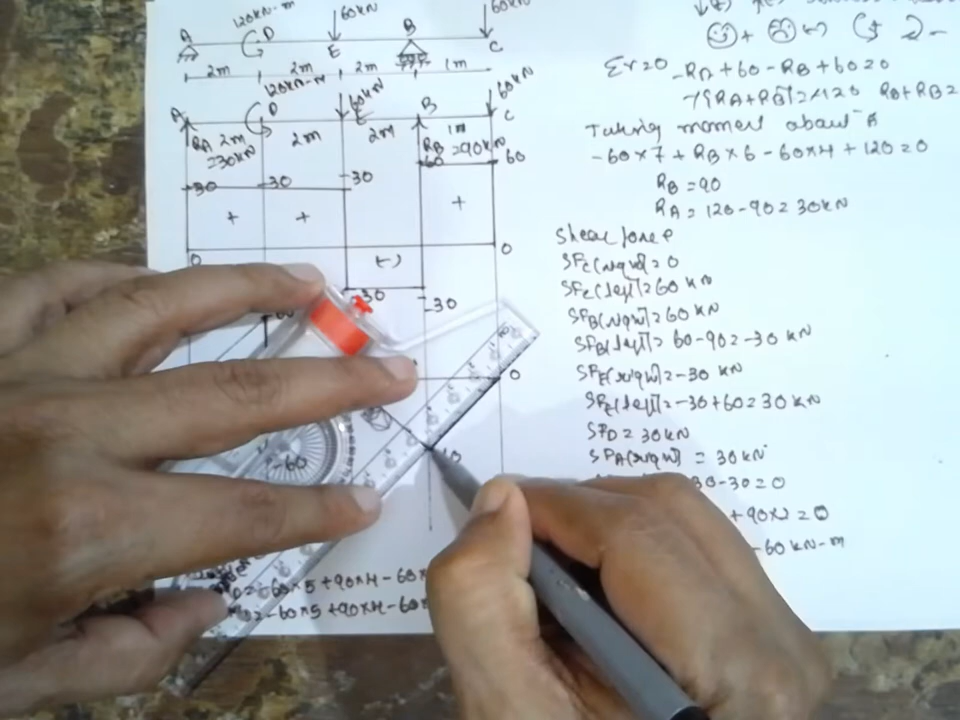 120KN-m 60KN 60KN
A D E B C
2m 2m 2m 1m
120KN-m 60KN 60KN
A D E B C
RA 2m 2m 2m RB 1m
=30KN =90KN
60 60
30 30 30
+ + +
0 0
(-)
-30 -30
60
0
-60
-60×5+90×4-60
-60×5+90×4-60
+ (-)
ΣV=0 -RA+60-RB+60=0
RA+RB=120 RA+RB=
Taking moment about A
-60×7+RB×6-60×4+120=0
RB=90
RA=120-90=30KN
Shear force
SFC(right)=0
SFC(left)=60KN
SFB(right)=60KN
SFB(left)=60-90=-30KN
SFE(right)=-30KN
SFE(left)=-30+60=30KN
SFD=30KN
SFA(right)=30KN
30-30=0
+90×2=0
-60KN-m